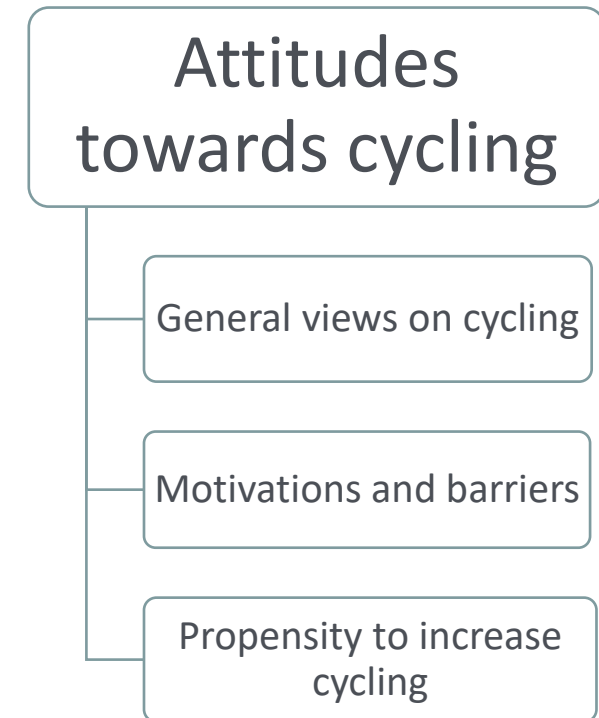 Attitudes
towards cycling
General views on cycling
Motivations and barriers
Propensity to increase
cycling